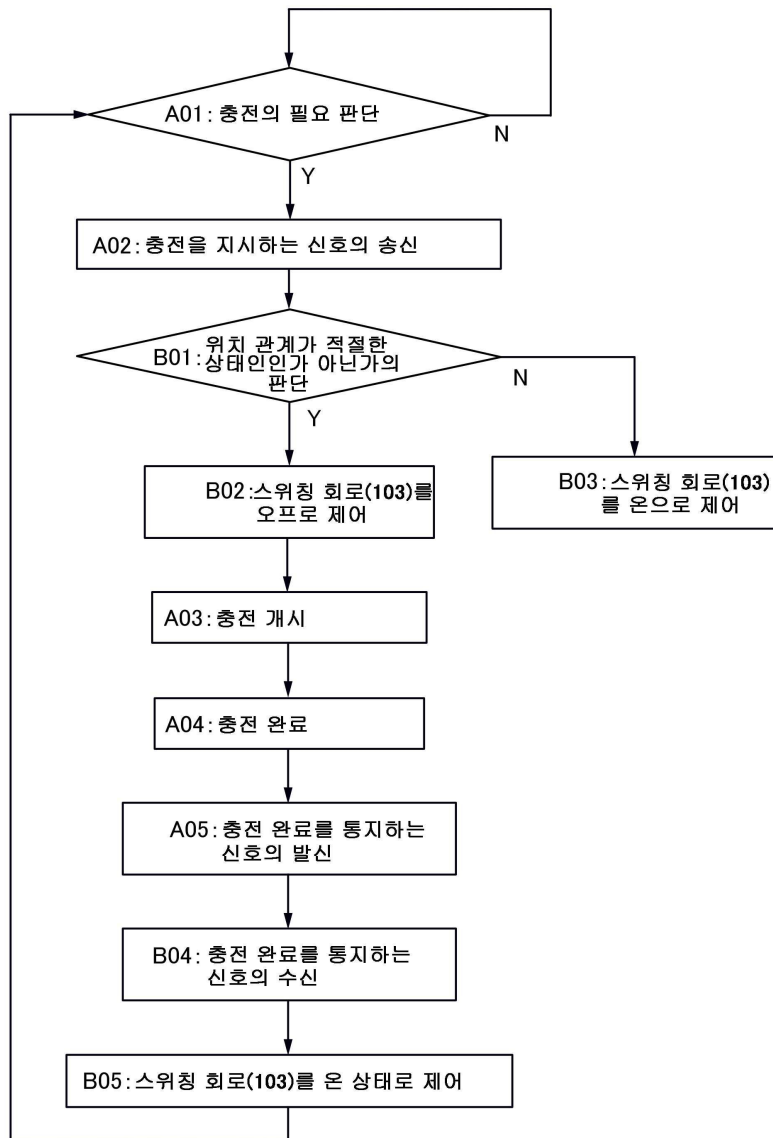 A01: 충전의 필요 판단
N
Y
A02: 충전을 지시하는 신호의 송신
위치 관계가 적절한
B01: 상태인인가 아닌가의
판단
N
Y
B02: 스위칭 회로(103)를
오프로 제어
B03: 스위칭 회로(103)
를 온으로 제어
A03: 충전 개시
A04: 충전 완료
A05: 충전 완료를 통지하는
신호의 발신
B04: 충전 완료를 통지하는
신호의 수신
B05: 스위칭 회로(103)를 온 상태로 제어